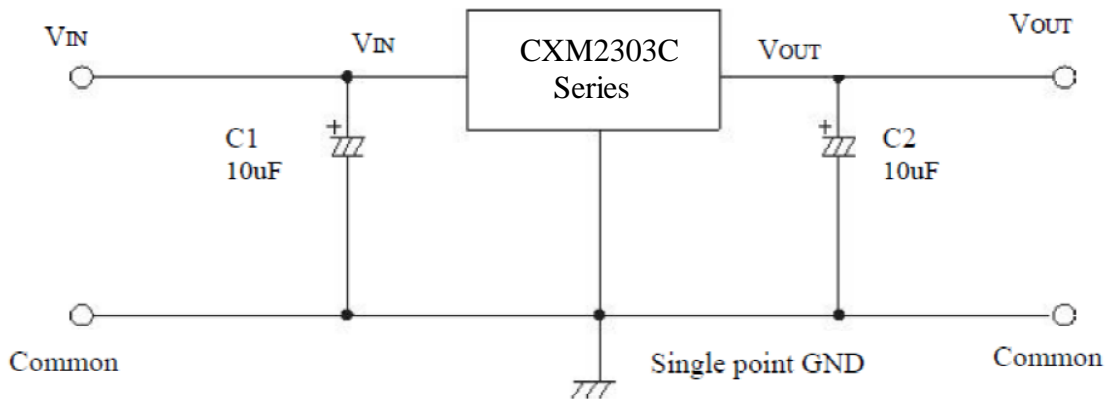 VIN
VIN
CXM2303C
Series
VOUT
VOUT
+
C1
10uF
+
C2
10uF
Common
Single point GND
Common